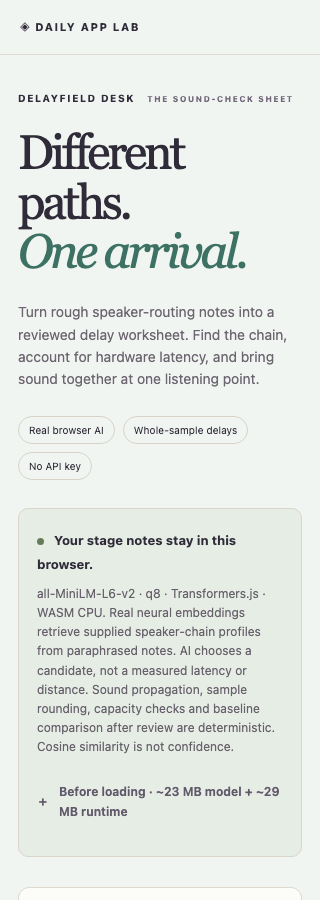 ◈ DAILY APP LAB
DELAYFIELD DESK THE SOUND-CHECK SHEET
Different
paths.
One arrival.
Turn rough speaker-routing notes into a
reviewed delay worksheet. Find the chain,
account for hardware latency, and bring
sound together at one listening point.
Real browser AI Whole-sample delays
No API key
Your stage notes stay in this
browser.
all-MiniLM-L6-v2 · q8 · Transformers.js ·
WASM CPU. Real neural embeddings
retrieve supplied speaker-chain profiles
from paraphrased notes. AI chooses a
candidate, not a measured latency or
distance. Sound propagation, sample
rounding, capacity checks and baseline
comparison after review are deterministic.
Cosine similarity is not confidence.
+ Before loading · ~23 MB model + ~29
MB runtime